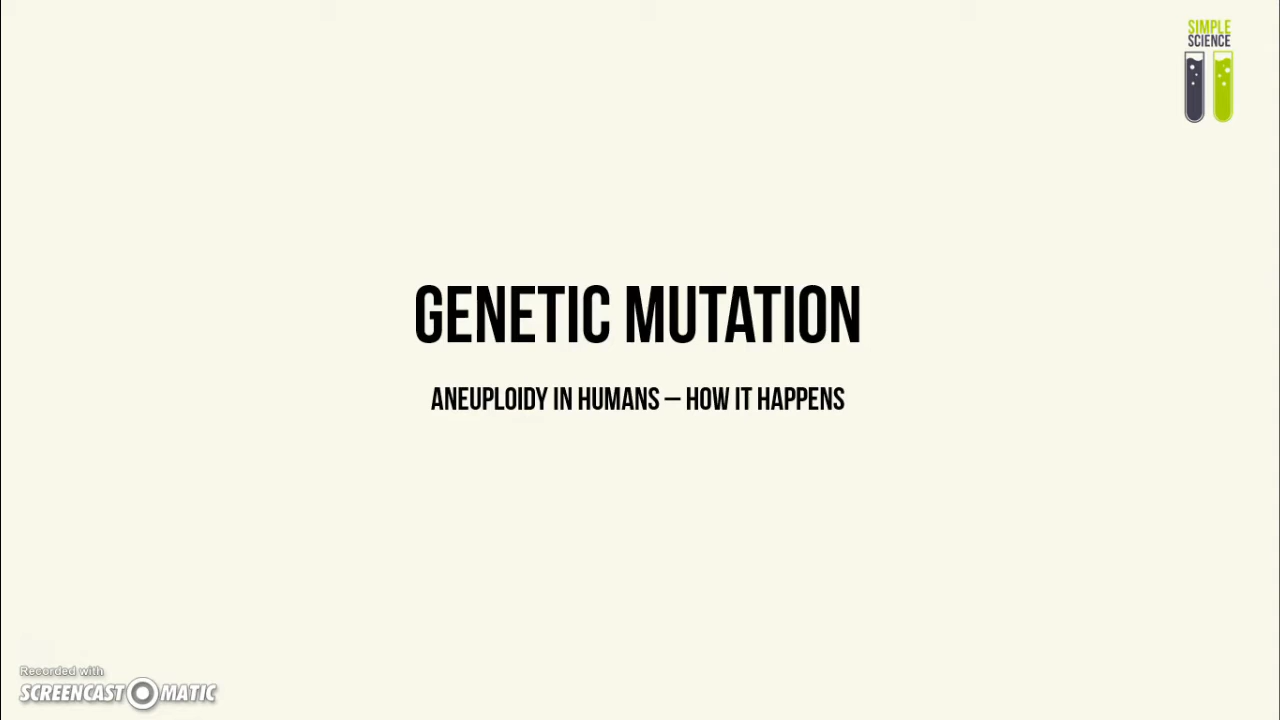 SIMPLE
SCIENCE
GENETIC MUTATION
ANEUPLOIDY IN HUMANS – HOW IT HAPPENS
Recorded with
SCREENCAST MATIC